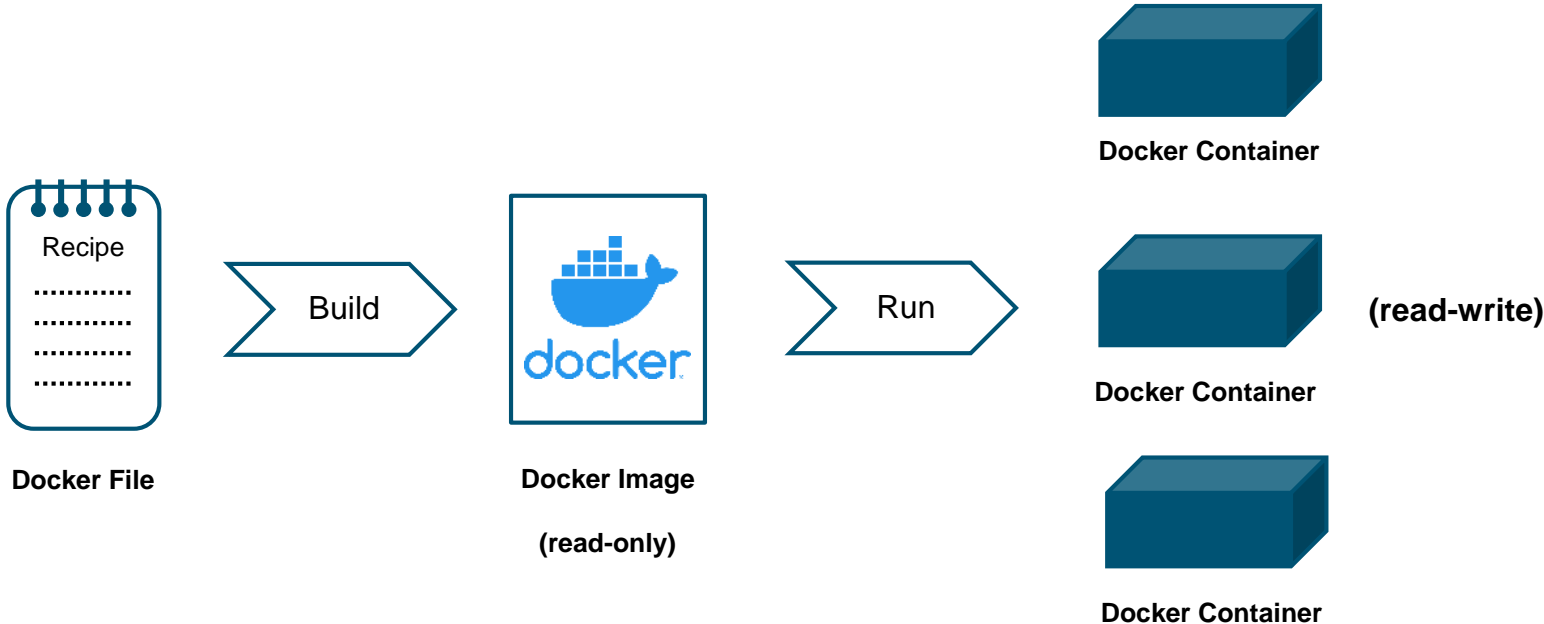 Recipe
Docker File
Build
docker
Docker Image
(read-only)
Run
Docker Container
Docker Container
(read-write)
Docker Container